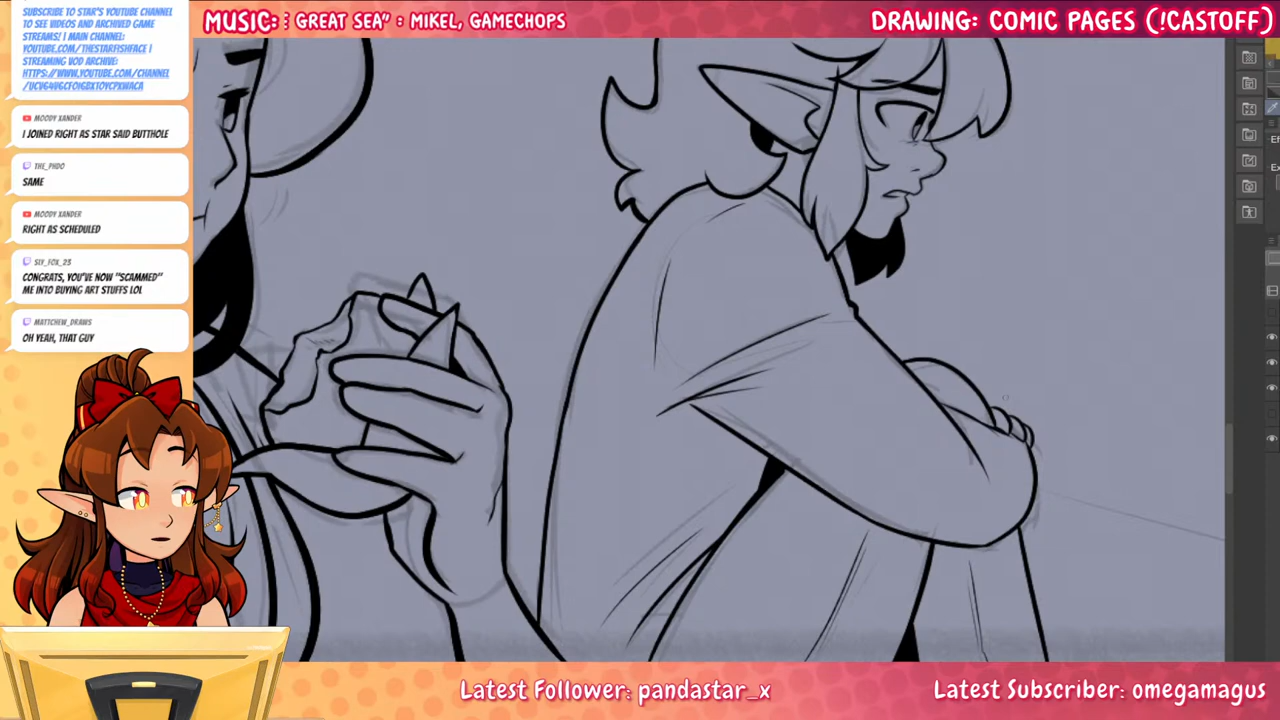 SUBSCRIBE TO STAR'S YOUTUBE CHANNEL
TO SEE VIDEOS AND ARCHIVED GAME
STREAMS! | MAIN CHANNEL:
YOUTUBE.COM/THESTARFISHFACE |
STREAMING VOD ARCHIVE:
HTTPS://WWW.YOUTUBE.COM/CHANNEL
MOODY XANDER
I JOINED RIGHT AS STAR SAID BUTTHOLE
THE_PHDO
SAME
MOODY XANDER
RIGHT AS SCHEDULED
SLY_FOX_23
CONGRATS, YOU'VE NOW "SCAMMED"
ME INTO BUYING ART STUFFS LOL
MATTCHEW_DRAWS
OH YEAH, THAT GUY
MUSIC: GREAT SEA" : MIKEL, GAMECHOPS
DRAWING: COMIC PAGES (!CASTOFF)
Latest Follower: pandastar_x
Latest Subscriber: omegamagus